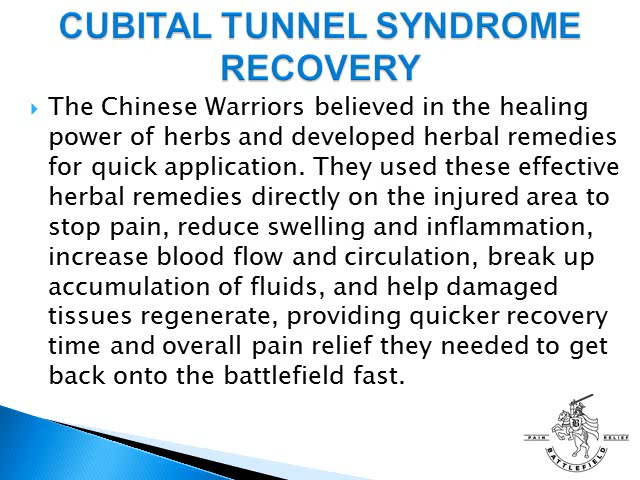 CUBITAL TUNNEL SYNDROME
RECOVERY
The Chinese Warriors believed in the healing
power of herbs and developed herbal remedies
for quick application. They used these effective
herbal remedies directly on the injured area to
stop pain, reduce swelling and inflammation,
increase blood flow and circulation, break up
accumulation of fluids, and help damaged
tissues regenerate, providing quicker recovery
time and overall pain relief they needed to get
back onto the battlefield fast.
PAIN RELIEF
BATTLEFIELD